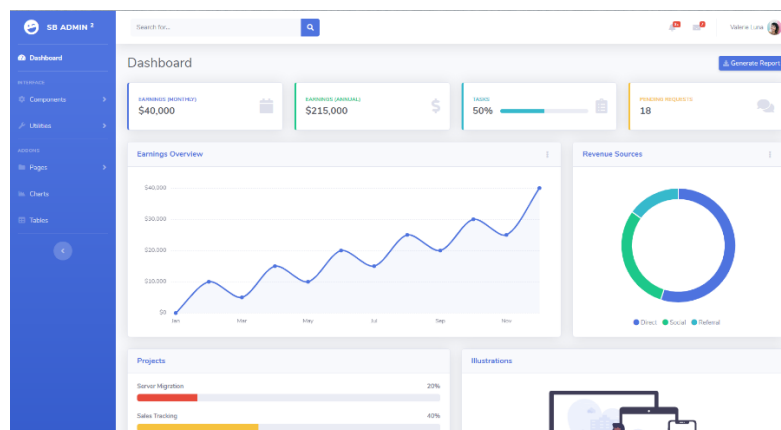 SB ADMIN 2
Search for...
Valerie Luna
Dashboard
Dashboard
Generate Report
INTERFACE
Components
Utilities
ADDONS
Pages
Charts
Tables
EARNINGS (MONTHLY)
$40,000
EARNINGS (ANNUAL)
$215,000
TASKS
50%
PENDING REQUESTS
18
Earnings Overview
$40,000
$30,000
$20,000
$10,000
$0
Jan Mar May Jul Sep Nov
Revenue Sources
Direct Social Referral
Projects
Server Migration 20%
Sales Tracking 40%
Illustrations